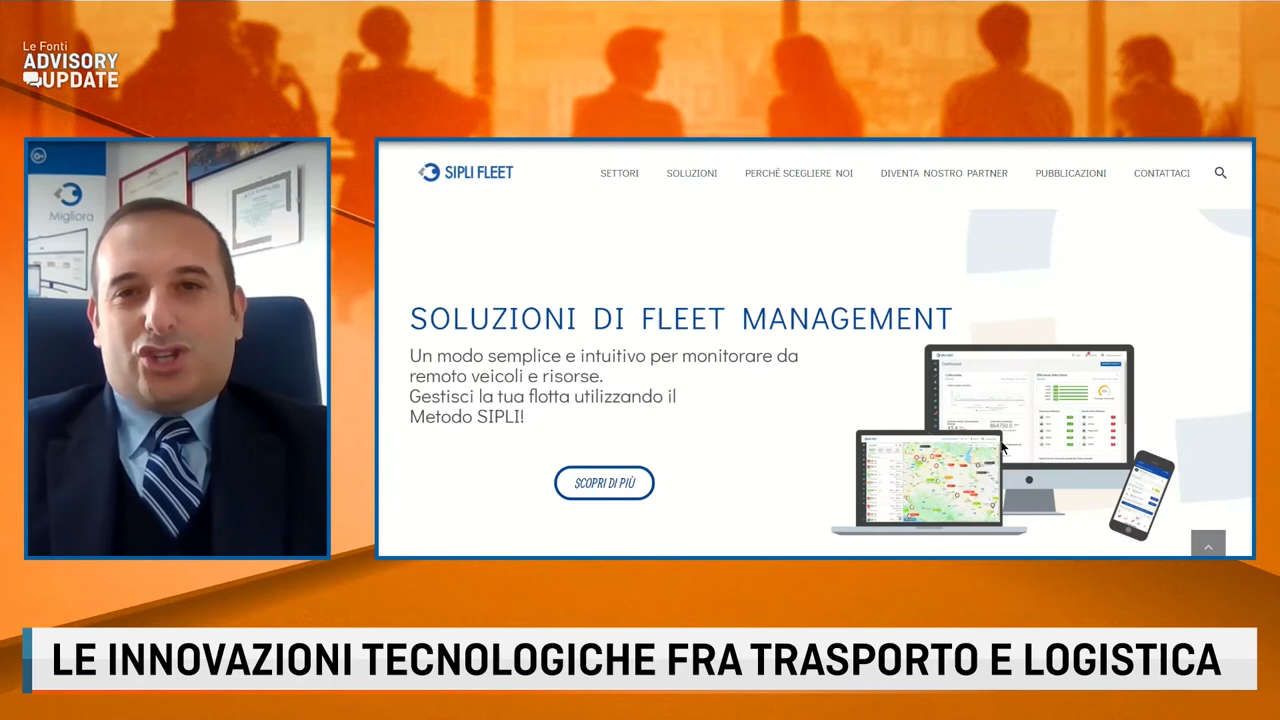 Le Fonti
ADVISORY
UPDATE
Migliora
SIPLI FLEET
SETTORI
SOLUZIONI
PERCHÈ SCEGLIERE NOI
DIVENTA NOSTRO PARTNER
PUBBLICAZIONI
CONTATTACI
SOLUZIONI DI FLEET MANAGEMENT
Un modo semplice e intuitivo per monitorare da
remoto veicoli e risorse.
Gestisci la tua flotta utilizzando il
Metodo SIPLI!
SCOPRI DI PIÙ
LE INNOVAZIONI TECNOLOGICHE FRA TRASPORTO E LOGISTICA